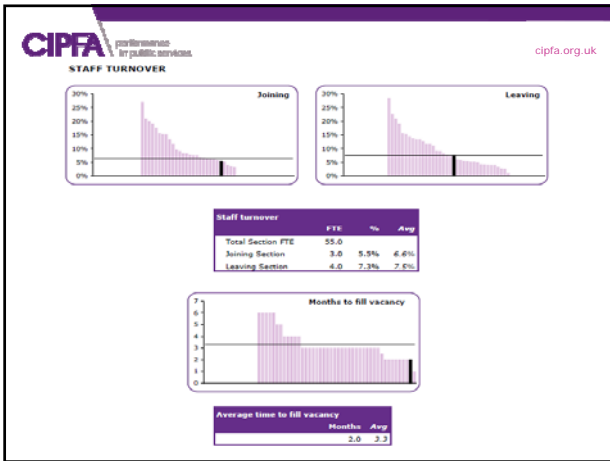 CIPFA
performance
in public services.
cipfa.org.uk
STAFF TURNOVER
Joining
30%
25%
20%
15%
10%
5%
0%
Leaving
30%
25%
20%
15%
10%
5%
0%
Staff turnover
FTE % Avg
Total Section FTE 55.0
Joining Section 3.0 5.5% 6.6%
Leaving Section 4.0 7.3% 7.5%
Months to fill vacancy
7
6
5
4
3
2
1
0
Average time to fill vacancy
Months Avg
2.0 3.3